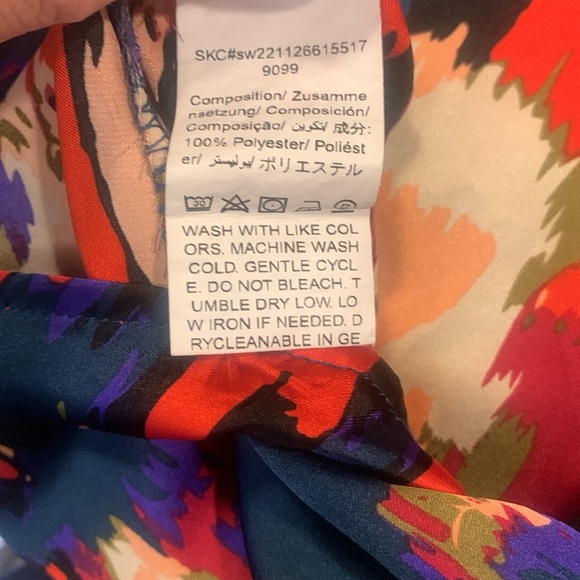 SKC#sw221126615517
9099
Composition/ Zusamme
nsetzung/ Composición/
Composição/ تكوين/ 成分:
100% Polyester/ Poliést
er/ بوليستر/ ポリエステル
30
WASH WITH LIKE COL
ORS. MACHINE WASH
COLD. GENTLE CYCL
E. DO NOT BLEACH. T
UMBLE DRY LOW. LO
W IRON IF NEEDED. D
RYCLEANABLE IN GE